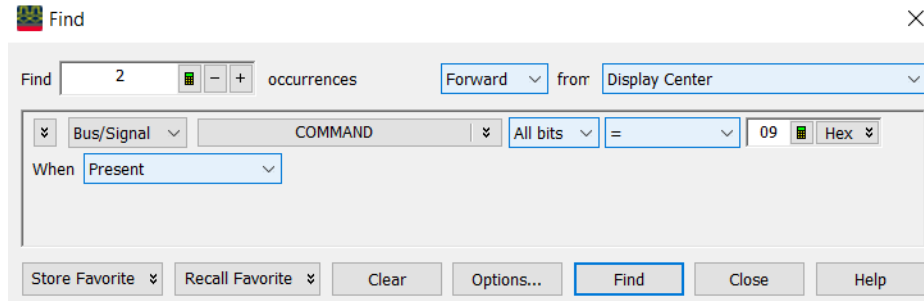 Find
Find 2 - + occurrences Forward from Display Center
Bus/Signal COMMAND All bits = 09 Hex
When Present
Store Favorite Recall Favorite Clear Options... Find Close Help